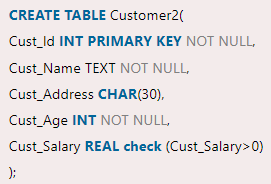 CREATE TABLE Customer2(
Cust_Id INT PRIMARY KEY NOT NULL,
Cust_Name TEXT NOT NULL,
Cust_Address CHAR(30),
Cust_Age INT NOT NULL,
Cust_Salary REAL check (Cust_Salary>0)
);